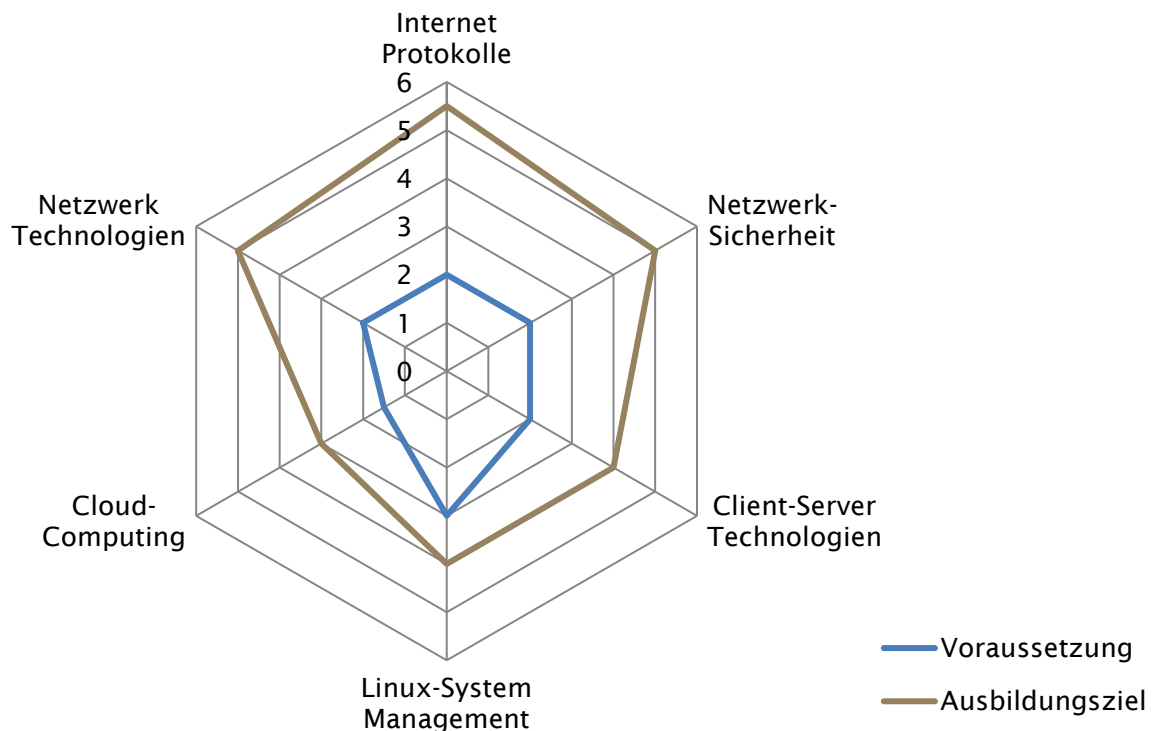 Internet
Protokolle
6
5
4
3
2
1
0
Netzwerk-
Sicherheit
Client-Server
Technologien
Linux-System
Management
Cloud-
Computing
Netzwerk
Technologien
Voraussetzung
Ausbildungsziel